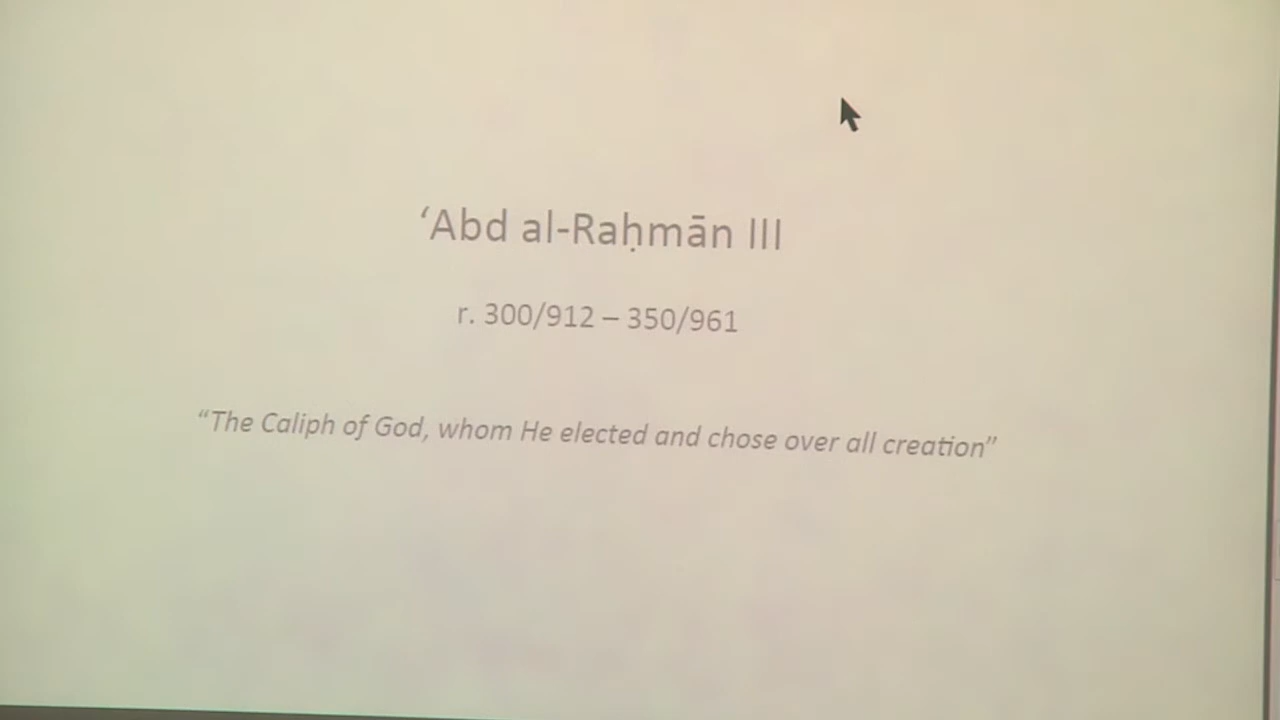 ‘Abd al-Raḥmān III
r. 300/912 – 350/961
“The Caliph of God, whom He elected and chose over all creation”